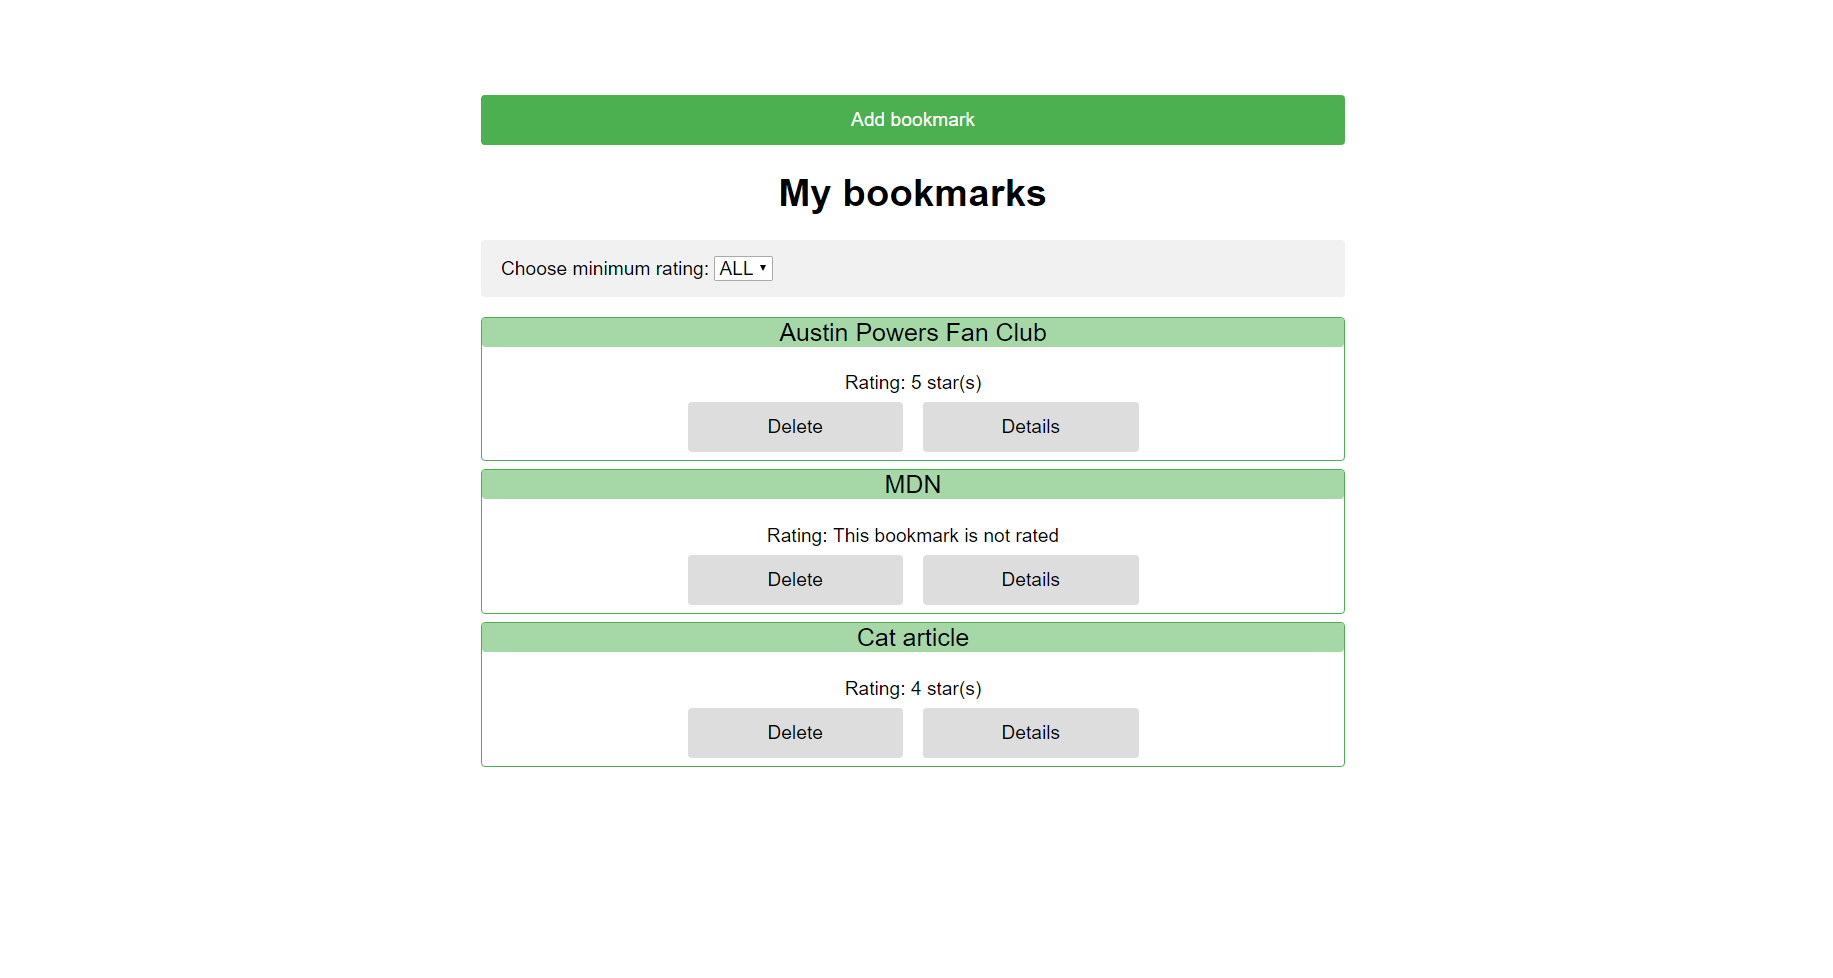 Add bookmark
My bookmarks
Choose minimum rating: ALL
Austin Powers Fan Club
Rating: 5 star(s)
Delete Details
MDN
Rating: This bookmark is not rated
Delete Details
Cat article
Rating: 4 star(s)
Delete Details